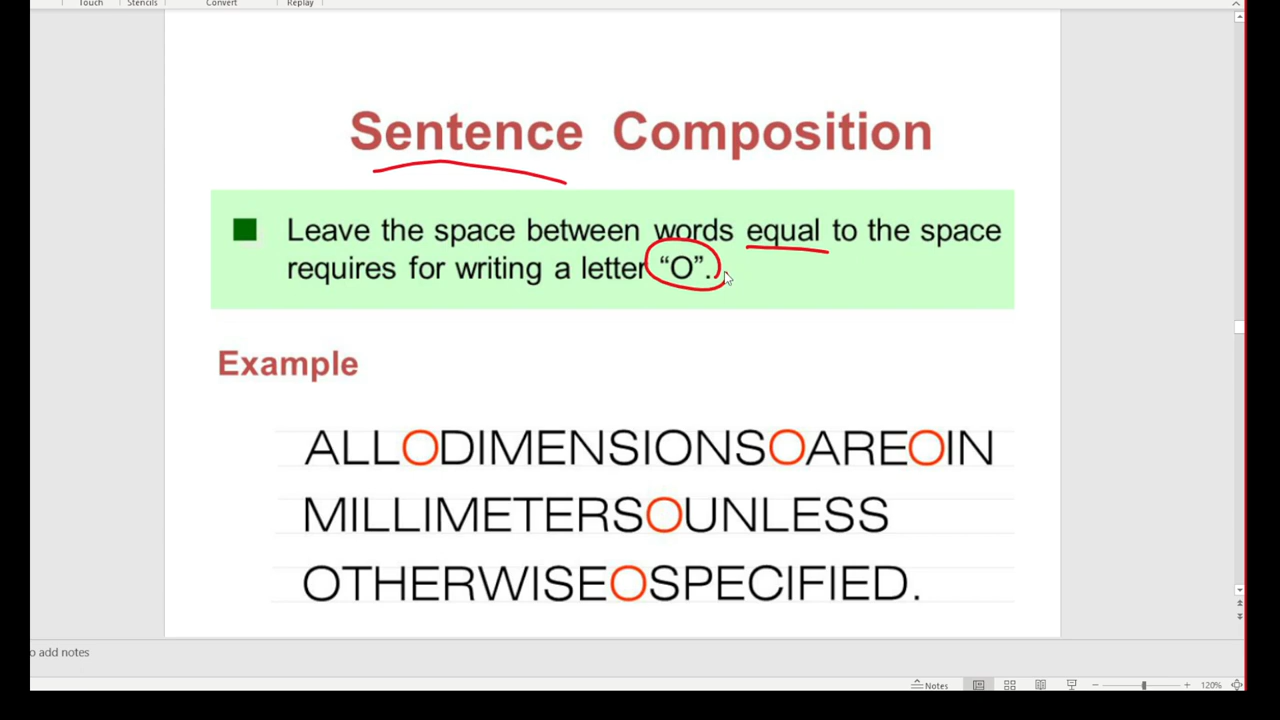 Touch Stencils Convert Replay
Sentence Composition
Leave the space between words equal to the space
requires for writing a letter “O”.
Example
ALLODIMENSIONSOAREOIN
MILLIMETERSOUNLESS
OTHERWISEOSPECIFIED.
o add notes
Notes
120%